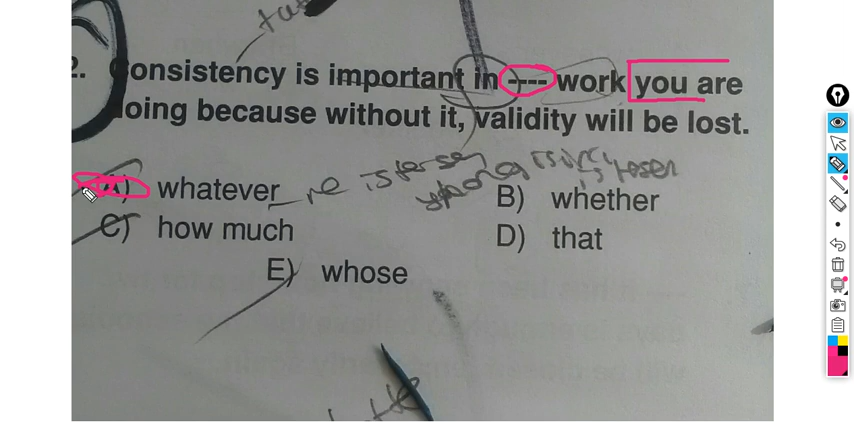 2. Consistency is important in ---- work you are
doing because without it, validity will be lost.
A) whatever
B) whether
C) how much
D) that
E) whose